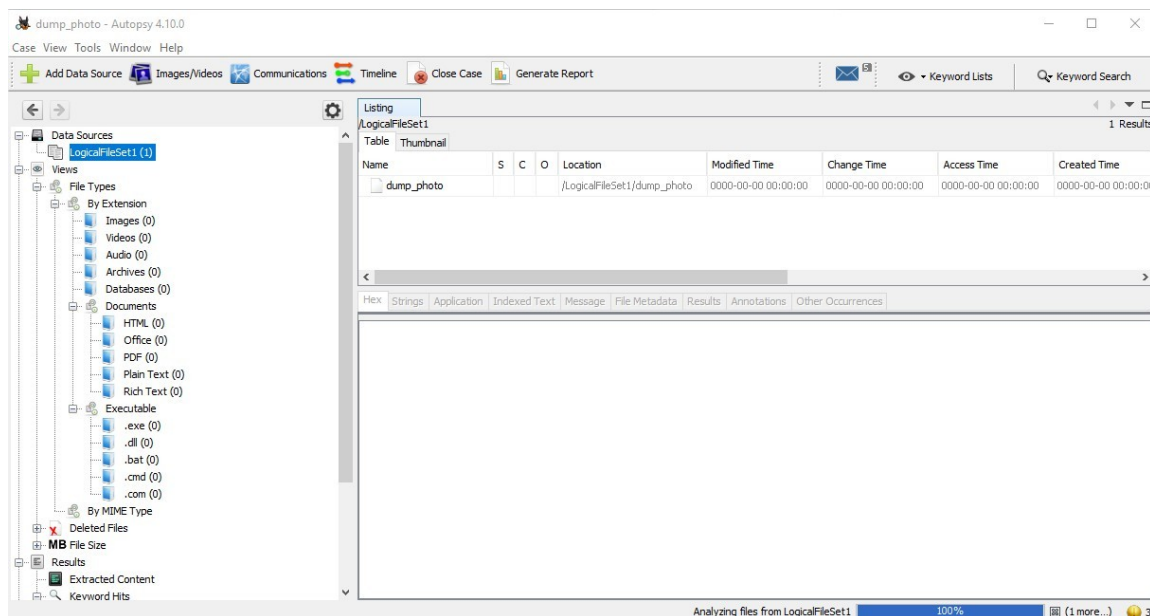 dump_photo - Autopsy 4.10.0
Case View Tools Window Help
Add Data Source Images/Videos Communications Timeline Close Case Generate Report Keyword Lists Keyword Search
Data Sources
LogicalFileSet1 (1)
Views
File Types
By Extension
Images (0)
Videos (0)
Audio (0)
Archives (0)
Databases (0)
Documents
HTML (0)
Office (0)
PDF (0)
Plain Text (0)
Rich Text (0)
Executable
.exe (0)
.dll (0)
.bat (0)
.cmd (0)
.com (0)
By MIME Type
Deleted Files
MB File Size
Results
Extracted Content
Keyword Hits
Listing
/LogicalFileSet1 1 Results
Table Thumbnail
Name S C O Location Modified Time Change Time Access Time Created Time
dump_photo /LogicalFileSet1/dump_photo 0000-00-00 00:00:00 0000-00-00 00:00:00 0000-00-00 00:00:00 0000-00-00 00:00:0
Hex Strings Application Indexed Text Message File Metadata Results Annotations Other Occurrences
Analyzing files from LogicalFileSet1 100% (1 more...) 3